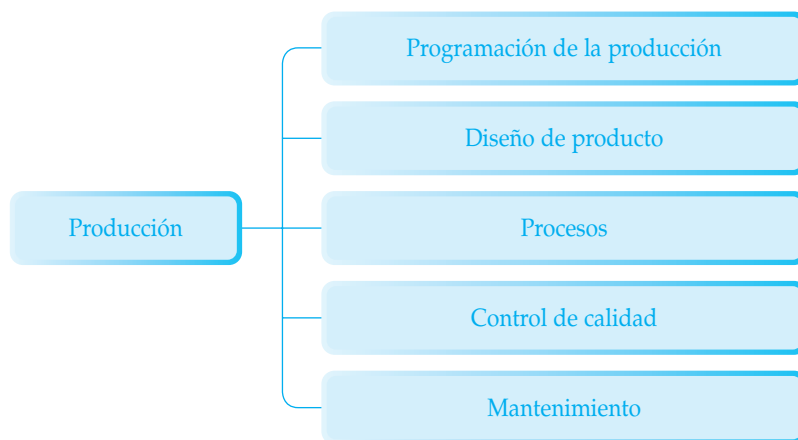 Programación de la producción
Diseño de producto
Producción
Procesos
Control de calidad
Mantenimiento